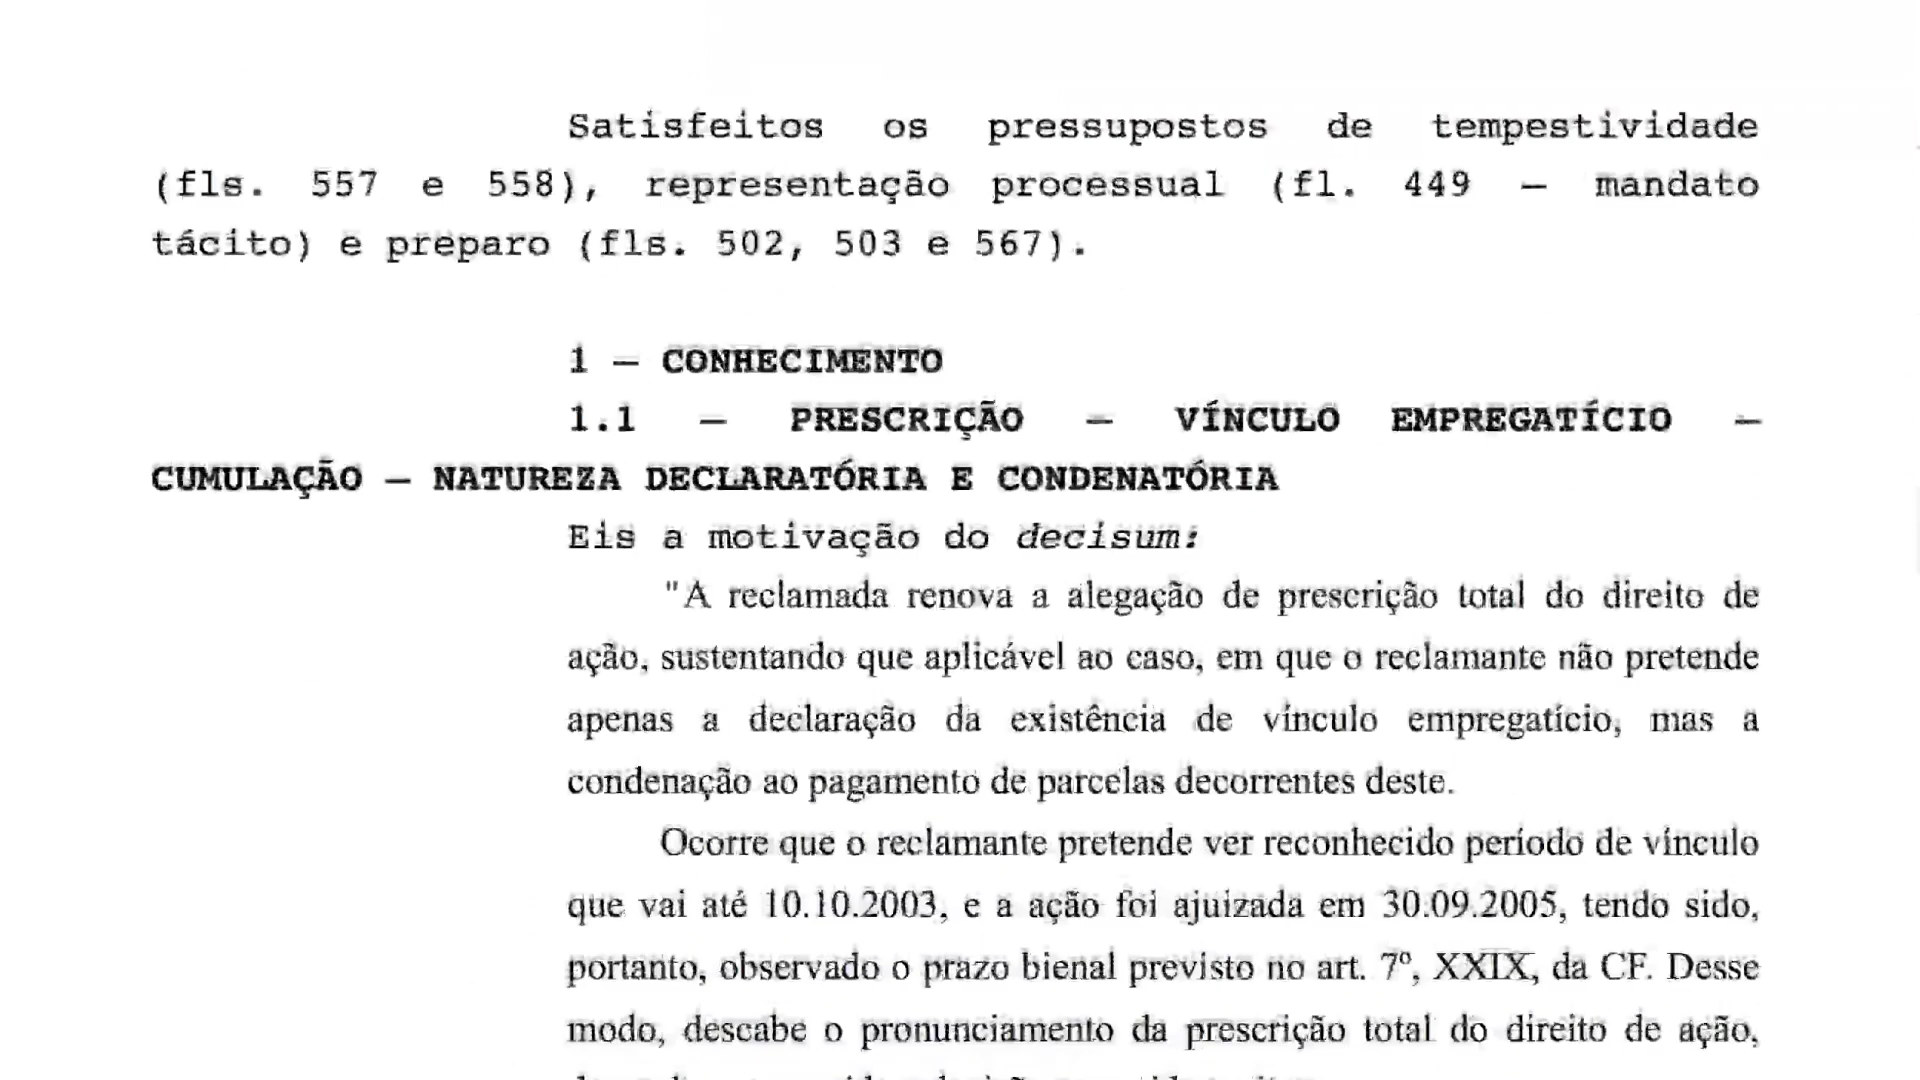 Satisfeitos os pressupostos de tempestividade
(fls. 557 e 558), representação processual (fl. 449 – mandato
tácito) e preparo (fls. 502, 503 e 567).
1 – CONHECIMENTO
1.1 – PRESCRIÇÃO – VÍNCULO EMPREGATÍCIO –
CUMULAÇÃO – NATUREZA DECLARATÓRIA E CONDENATÓRIA
Eis a motivação do decisum:
"A reclamada renova a alegação de prescrição total do direito de
ação, sustentando que aplicável ao caso, em que o reclamante não pretende
apenas a declaração da existência de vínculo empregatício, mas a
condenação ao pagamento de parcelas decorrentes deste.
Ocorre que o reclamante pretende ver reconhecido período de vínculo
que vai até 10.10.2003, e a ação foi ajuizada em 30.09.2005, tendo sido,
portanto, observado o prazo bienal previsto no art. 7º, XXIX, da CF. Desse
modo, descabe o pronunciamento da prescrição total do direito de ação,